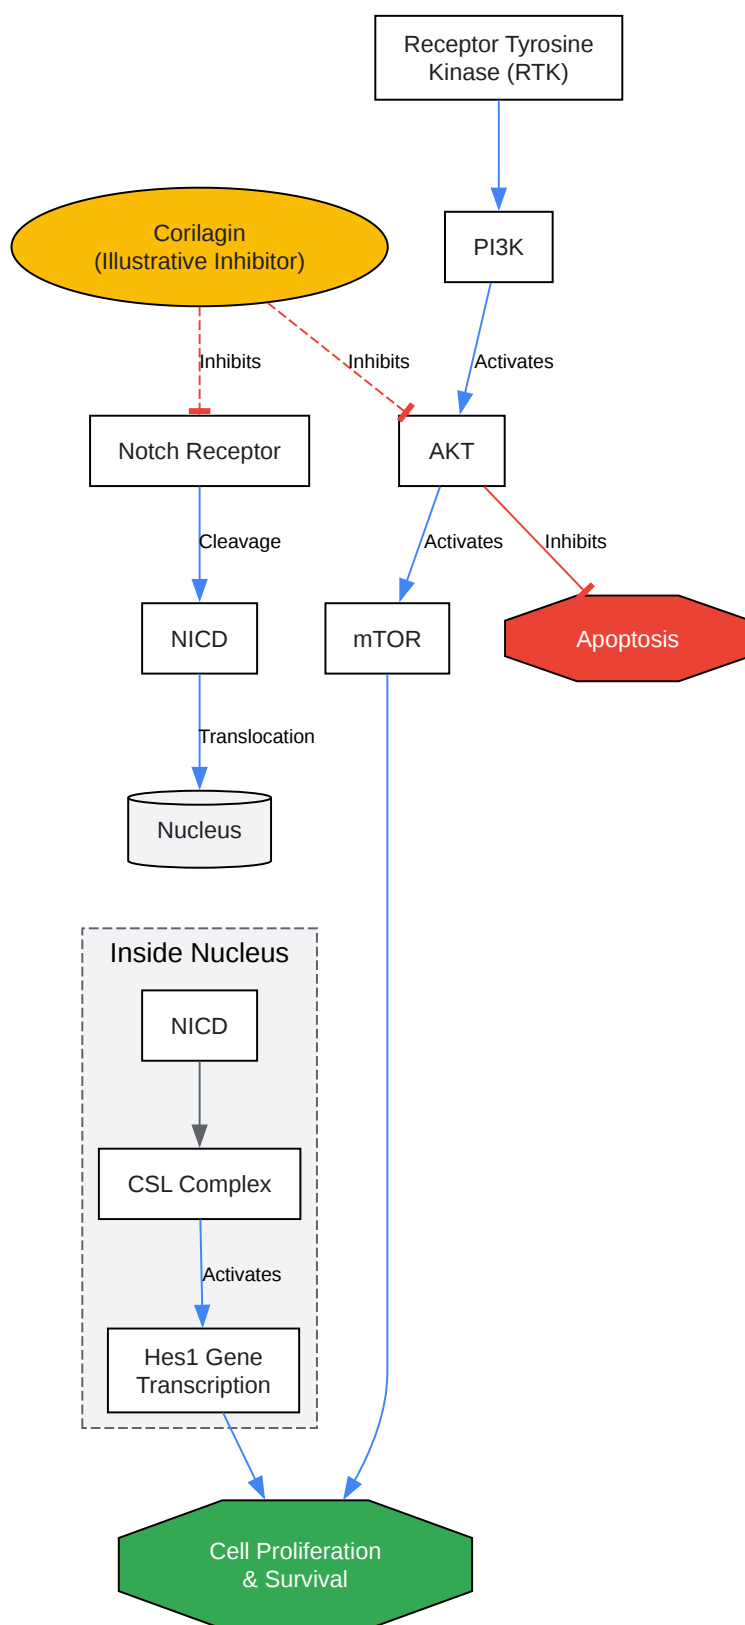 Receptor Tyrosine
Kinase (RTK)
Corilagin
(Illustrative Inhibitor)
PI3K
Inhibits
Inhibits
Activates
Notch Receptor
AKT
Cleavage
Activates
Inhibits
NICD
mTOR
Apoptosis
Translocation
Nucleus
Inside Nucleus
NICD
CSL Complex
Activates
Hes1 Gene
Transcription
Cell Proliferation
& Survival